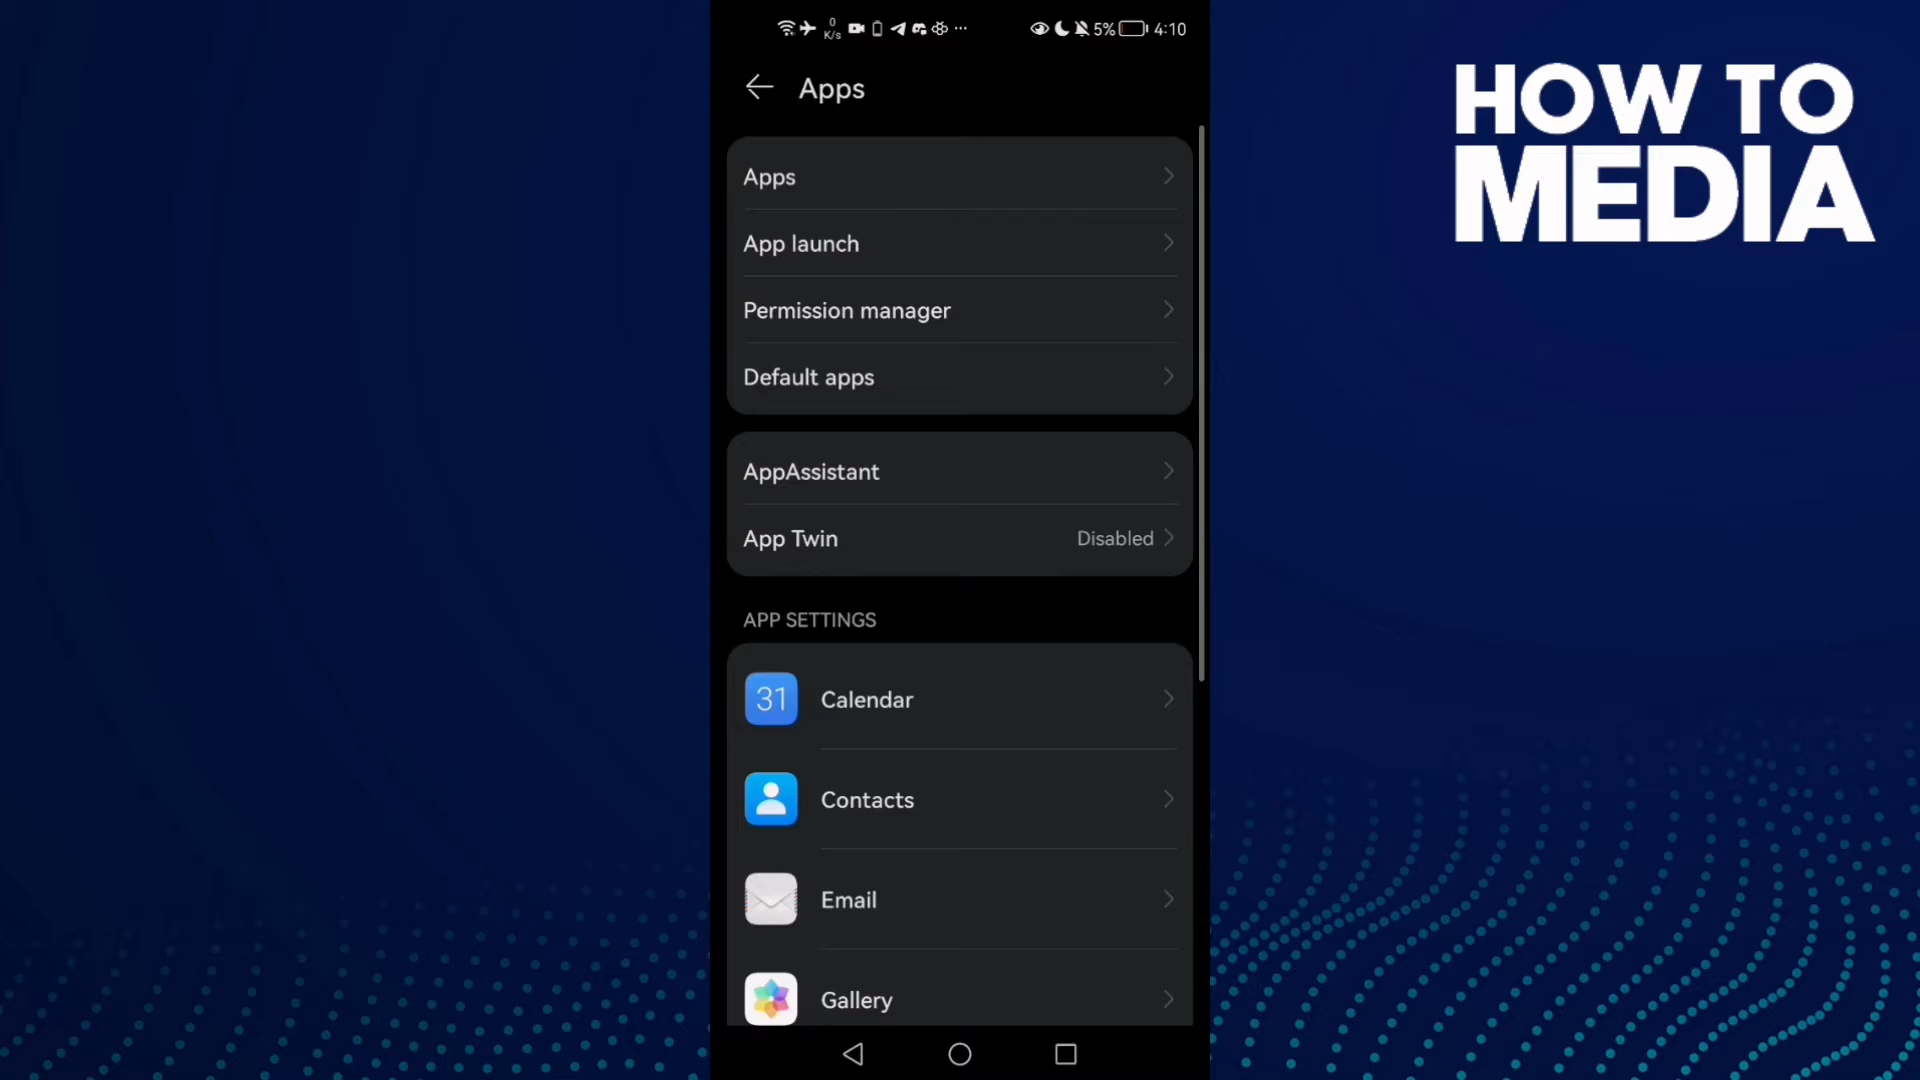 0
K/s
5%
4:10
Apps
HOW TO
MEDIA
Apps
App launch
Permission manager
Default apps
AppAssistant
App Twin Disabled
APP SETTINGS
31 Calendar
Contacts
Email
Gallery